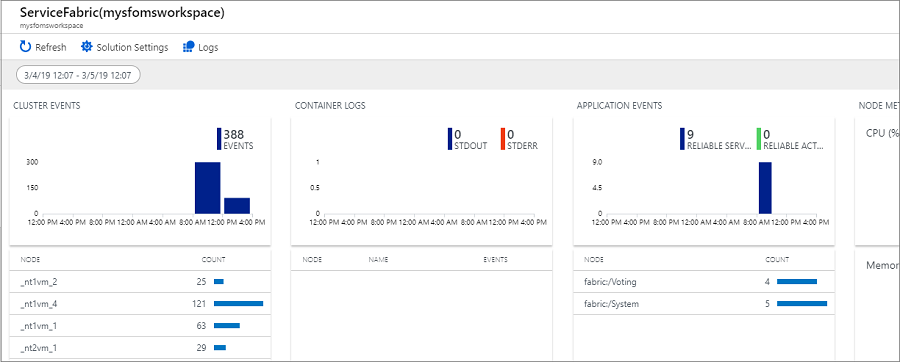 ServiceFabric(mysfomsworkspace)
mysfomsworkspace
Refresh Solution Settings Logs
3/4/19 12:07 - 3/5/19 12:07
CLUSTER EVENTS
388
EVENTS
300
150
0
12:00 PM 4:00 PM 8:00 PM 12:00 AM 4:00 AM 8:00 AM 12:00 PM 4:00 PM
NODE COUNT
_nt1vm_2 25
_nt1vm_4 121
_nt1vm_1 63
_nt2vm_1 29
CONTAINER LOGS
0 0
STDOUT STDERR
1
0.5
0
12:00 PM 4:00 PM 8:00 PM 12:00 AM 4:00 AM 8:00 AM 12:00 PM 4:00 PM
NODE NAME EVENTS
APPLICATION EVENTS
9 0
RELIABLE SERV... RELIABLE ACT...
9.0
4.5
0
12:00 PM 4:00 PM 8:00 PM 12:00 AM 4:00 AM 8:00 AM 12:00 PM 4:00 PM
NODE COUNT
fabric:/Voting 4
fabric:/System 5
NODE MET
CPU (%
Memor